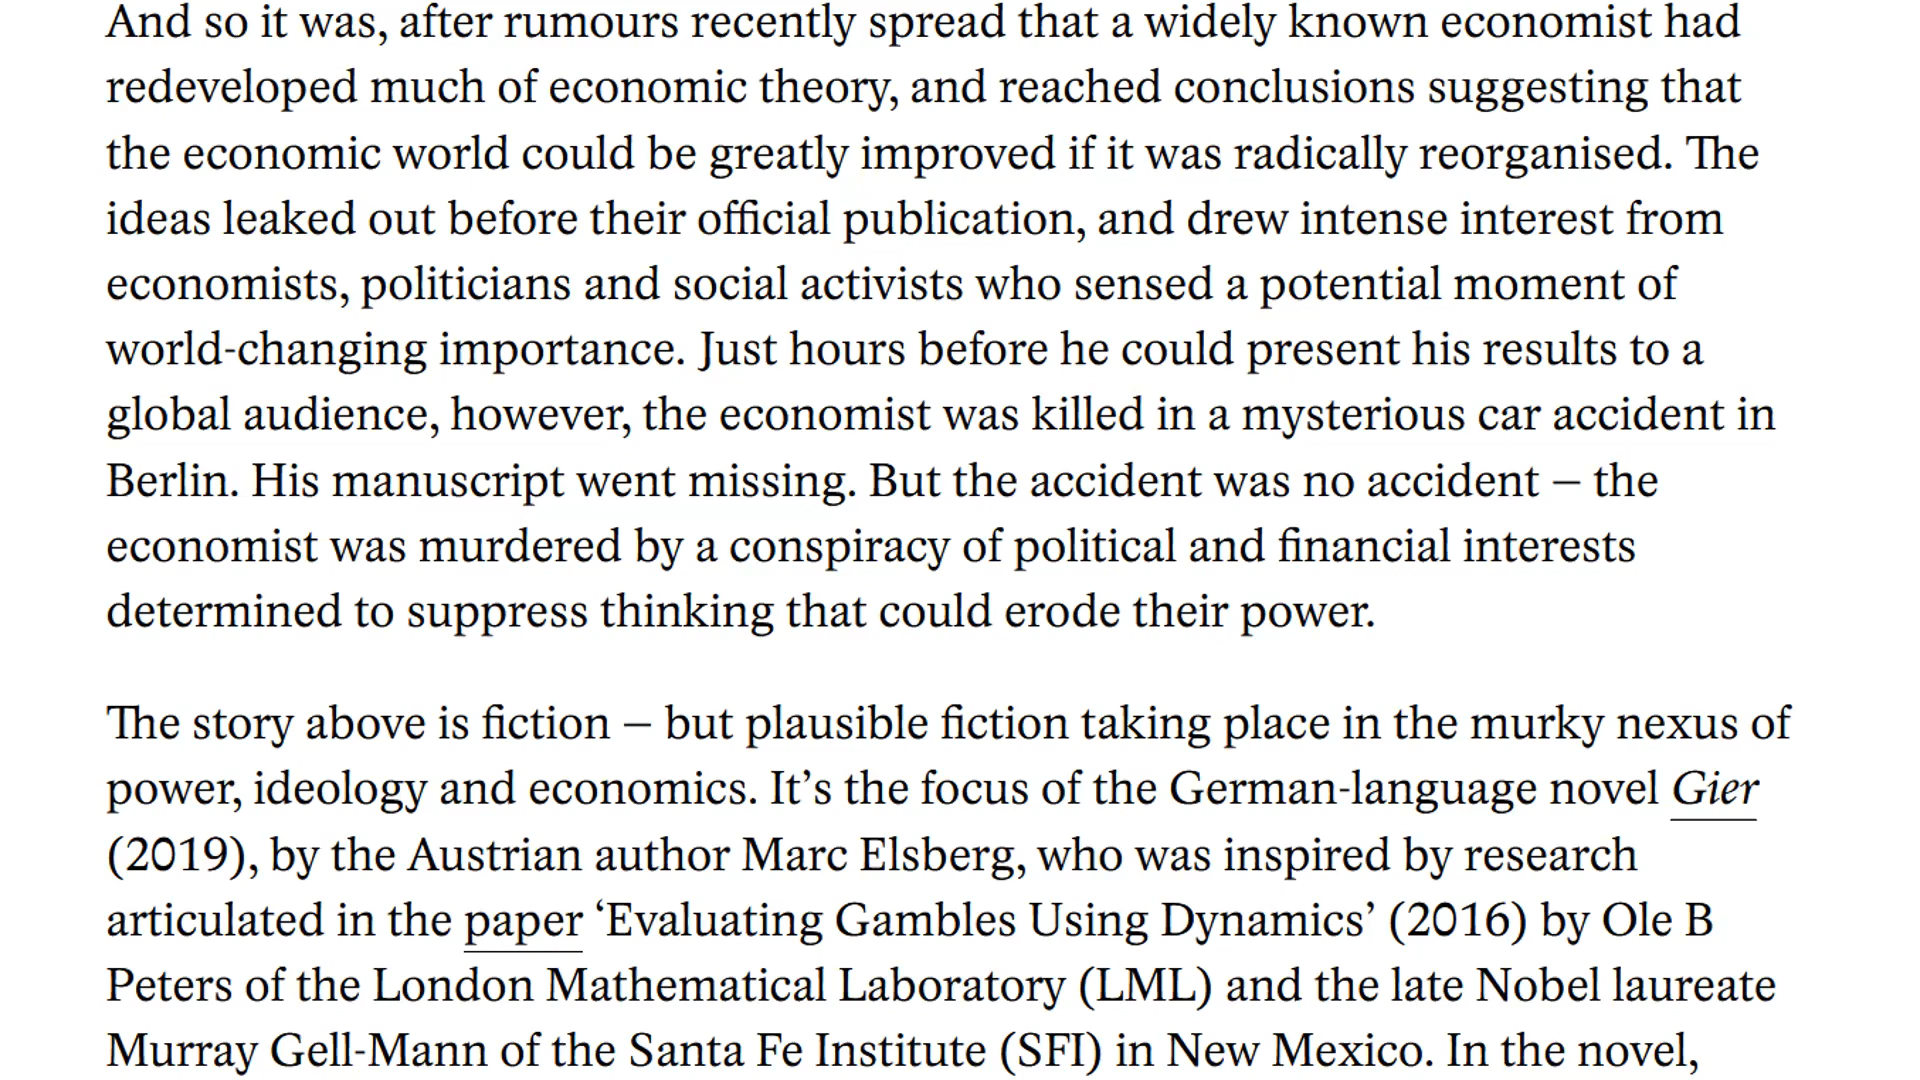 And so it was, after rumours recently spread that a widely known economist had
redeveloped much of economic theory, and reached conclusions suggesting that
the economic world could be greatly improved if it was radically reorganised. The
ideas leaked out before their official publication, and drew intense interest from
economists, politicians and social activists who sensed a potential moment of
world-changing importance. Just hours before he could present his results to a
global audience, however, the economist was killed in a mysterious car accident in
Berlin. His manuscript went missing. But the accident was no accident – the
economist was murdered by a conspiracy of political and financial interests
determined to suppress thinking that could erode their power.
The story above is fiction – but plausible fiction taking place in the murky nexus of
power, ideology and economics. It’s the focus of the German-language novel Gier
(2019), by the Austrian author Marc Elsberg, who was inspired by research
articulated in the paper ‘Evaluating Gambles Using Dynamics’ (2016) by Ole B
Peters of the London Mathematical Laboratory (LML) and the late Nobel laureate
Murray Gell-Mann of the Santa Fe Institute (SFI) in New Mexico. In the novel,